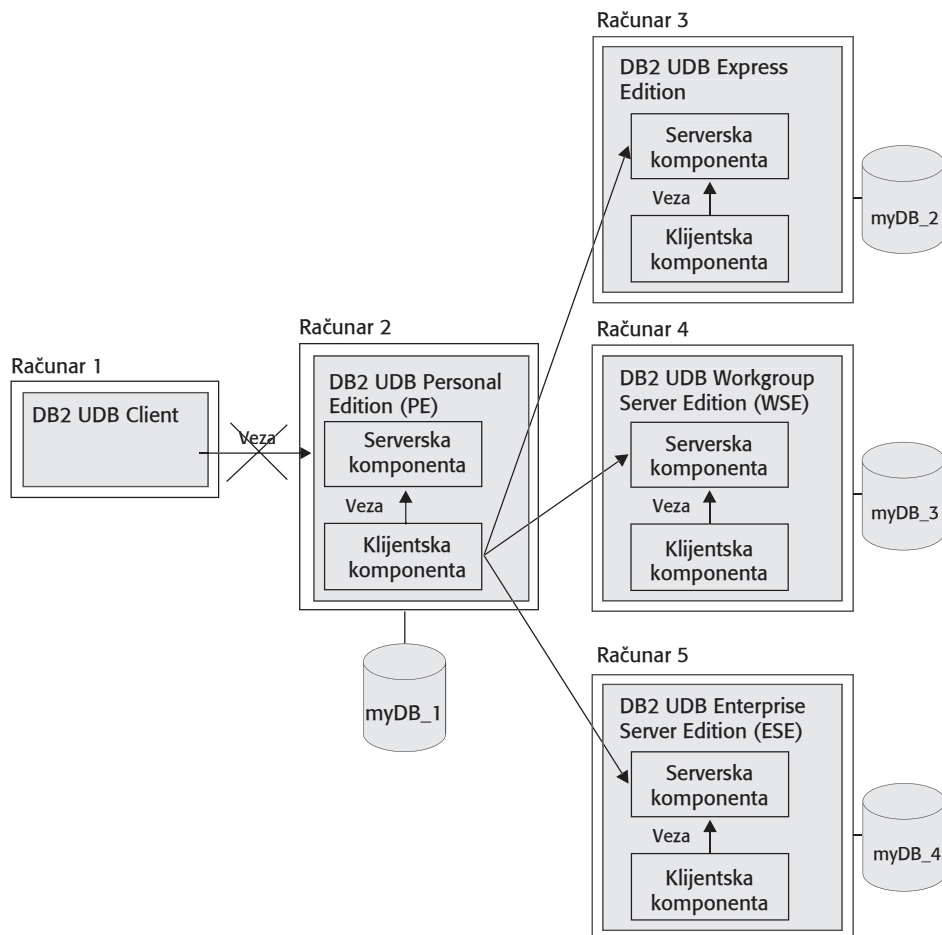 Računar 1
DB2 UDB Client
Veza
Računar 2
DB2 UDB Personal
Edition (PE)
Serverska
komponenta
Veza
Klijentska
komponenta
myDB_1
Računar 3
DB2 UDB Express
Edition
Serverska
komponenta
Veza
Klijentska
komponenta
myDB_2
Računar 4
DB2 UDB Workgroup
Server Edition (WSE)
Serverska
komponenta
Veza
Klijentska
komponenta
myDB_3
Računar 5
DB2 UDB Enterprise
Server Edition (ESE)
Serverska
komponenta
Veza
Klijentska
komponenta
myDB_4